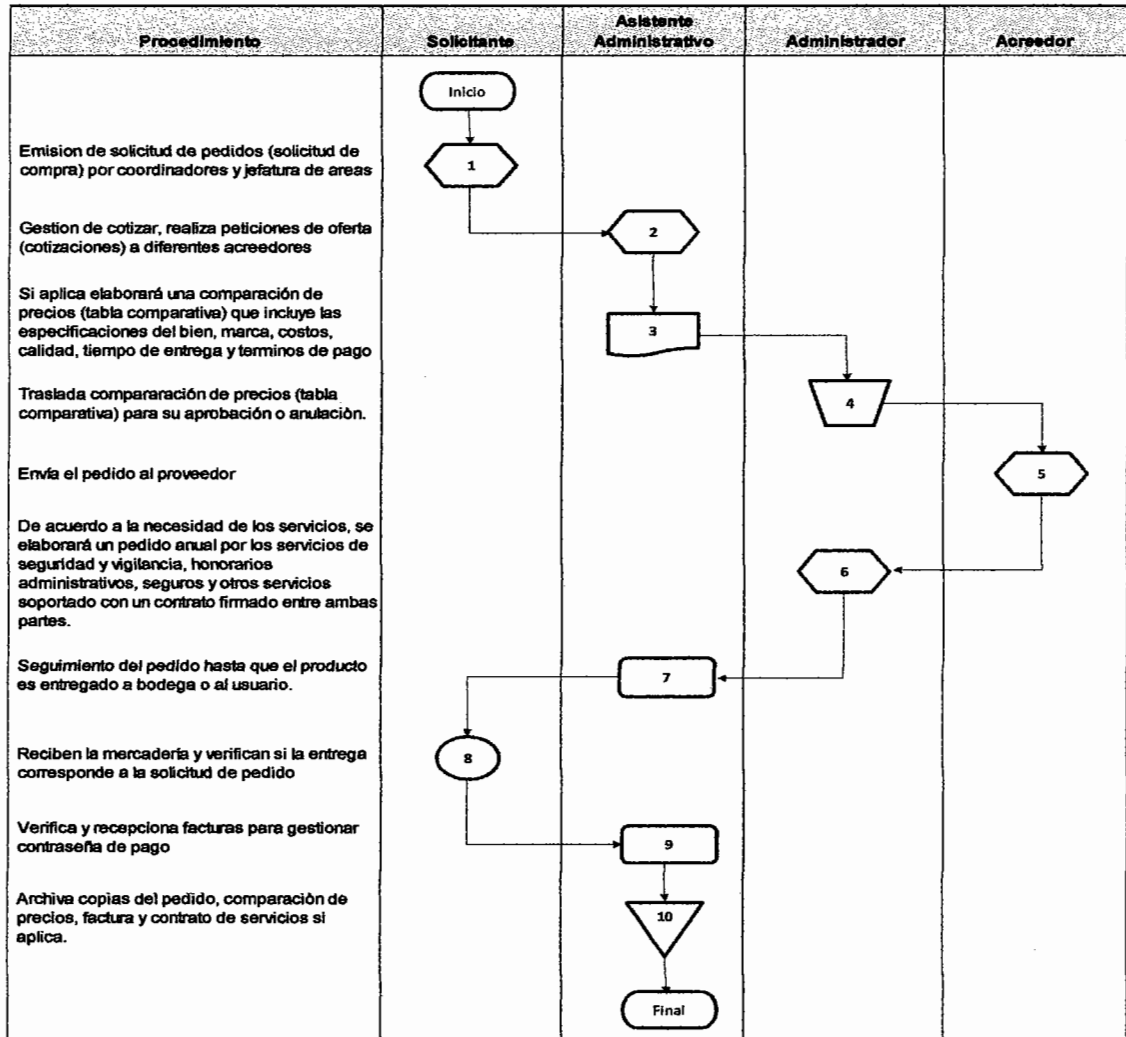 Procedimiento
Solicitante
Asistente
Administrativo
Administrador
Acreedor
Inicio
Emision de solicitud de pedidos (solicitud de
compra) por coordinadores y jefatura de areas
1
Gestion de cotizar, realiza peticiones de oferta
(cotizaciones) a diferentes acreedores
2
Si aplica elaborará una comparación de
precios (tabla comparativa) que incluye las
especificaciones del bien, marca, costos,
calidad, tiempo de entrega y terminos de pago
3
Traslada compararación de precios (tabla
comparativa) para su aprobación o anulación.
4
Envía el pedido al proveedor
5
De acuerdo a la necesidad de los servicios, se
elaborará un pedido anual por los servicios de
seguridad y vigilancia, honorarios
administrativos, seguros y otros servicios
soportado con un contrato firmado entre ambas
partes.
6
Seguimiento del pedido hasta que el producto
es entregado a bodega o al usuario.
7
Reciben la mercadería y verifican si la entrega
corresponde a la solicitud de pedido
8
Verifica y recepciona facturas para gestionar
contraseña de pago
9
Archiva copias del pedido, comparación de
precios, factura y contrato de servicios si
aplica.
10
Final